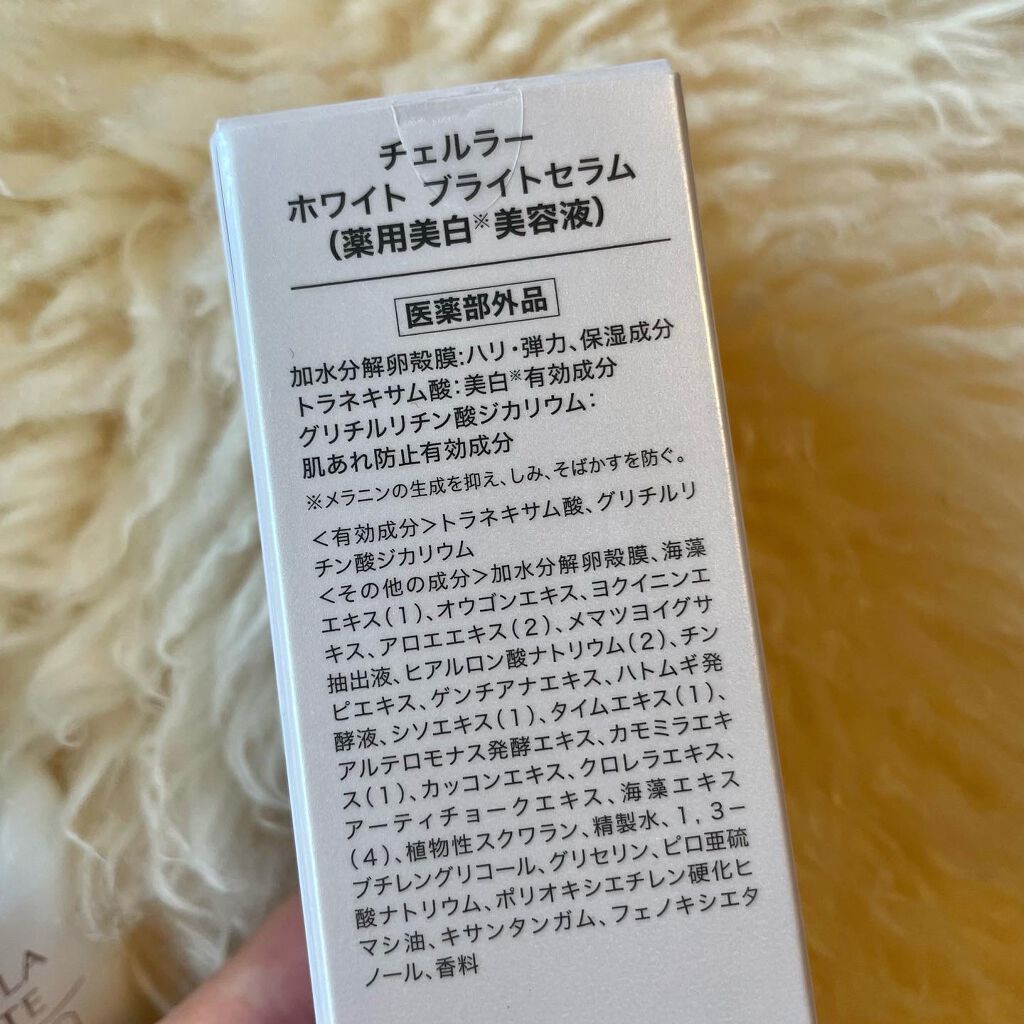 チェルラー
ホワイト ブライトセラム
(薬用美白※美容液)
医薬部外品
加水分解卵殻膜:ハリ・弾力、保湿成分
トラネキサム酸:美白※有効成分
グリチルリチン酸ジカリウム:
肌あれ防止有効成分
※メラニンの生成を抑え、しみ、そばかすを防ぐ。
<有効成分>トラネキサム酸、グリチルリ
チン酸ジカリウム
<その他の成分>加水分解卵殻膜、海藻
エキス(1)、オウゴンエキス、ヨクイニンエ
キス、アロエエキス(2)、メマツヨイグサ
抽出液、ヒアルロン酸ナトリウム(2)、チン
ピエキス、ゲンチアナエキス、ハトムギ発
酵液、シソエキス(1)、タイムエキス(1)、
アルテロモナス発酵エキス、カモミラエキ
ス(1)、カッコンエキス、クロレラエキス、
アーティチョークエキス、海藻エキス
(4)、植物性スクワラン、精製水、1,3−
ブチレングリコール、グリセリン、ピロ亜硫
酸ナトリウム、ポリオキシエチレン硬化ヒ
マシ油、キサンタンガム、フェノキシエタ
ノール、香料
LA
TE